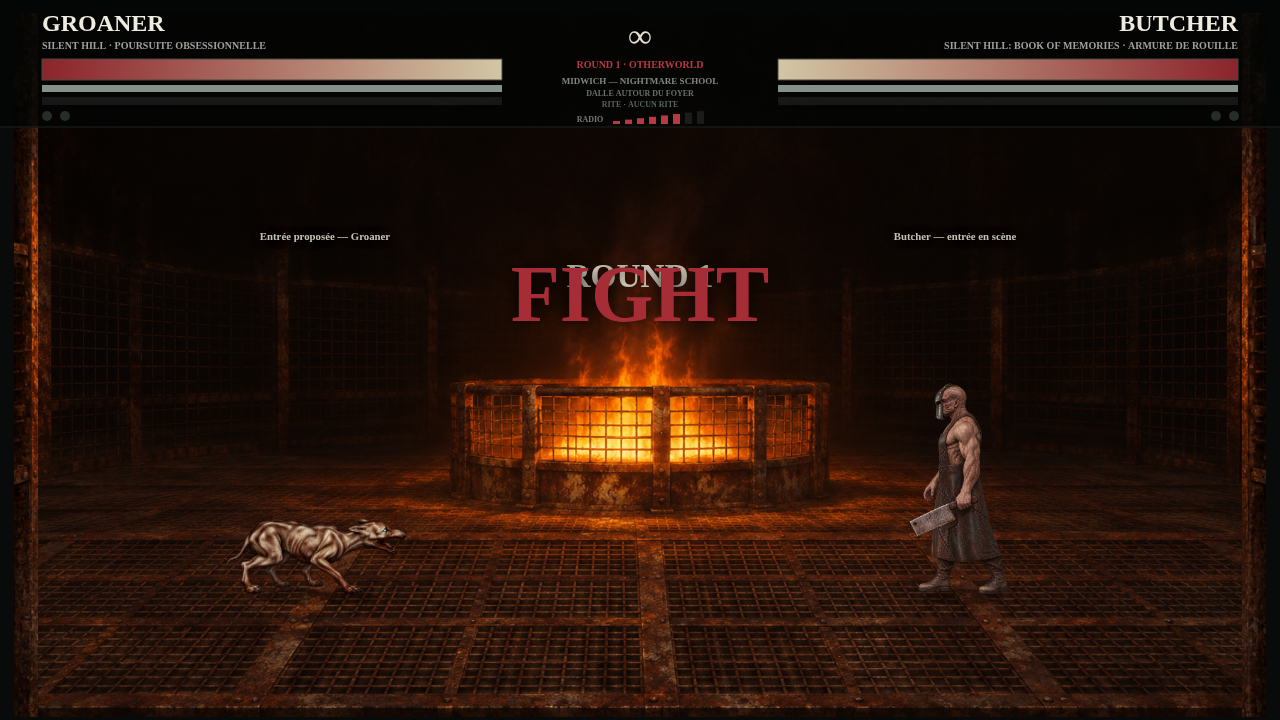 GROANER
SILENT HILL · POURSUITE OBSESSIONNELLE
∞
ROUND 1 · OTHERWORLD
MIDWICH — NIGHTMARE SCHOOL
DALLE AUTOUR DU FOYER
RITE · AUCUN RITE
RADIO
BUTCHER
SILENT HILL: BOOK OF MEMORIES · ARMURE DE ROUILLE
Entrée proposée — Groaner
Butcher — entrée en scène
ROUND 1
FIGHT